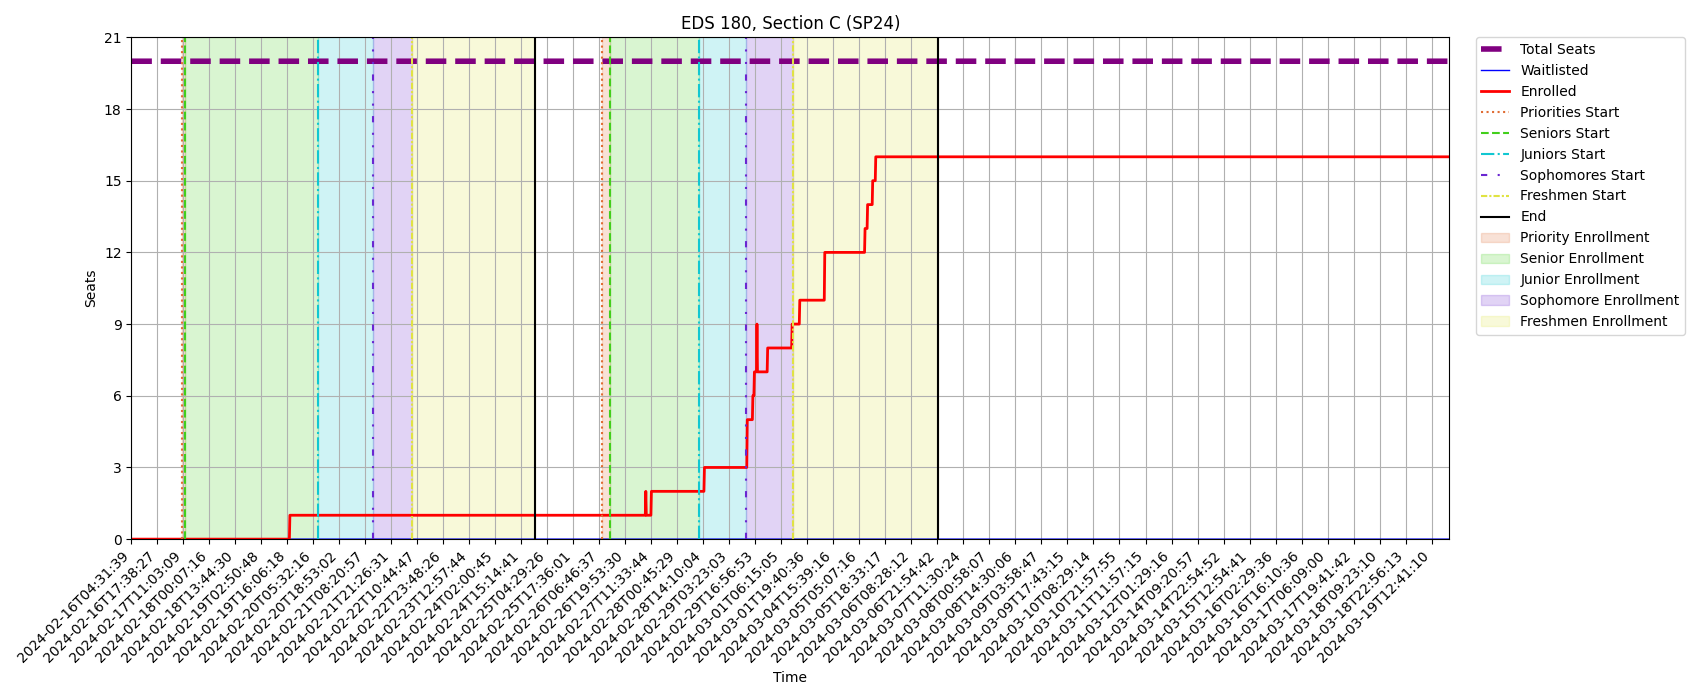 EDS 180, Section C (SP24)
21
18
15
12
9
6
3
0
Seats
2024-02-16T04:31:39
2024-02-16T17:38:27
2024-02-17T11:03:09
2024-02-18T00:07:16
2024-02-18T13:44:30
2024-02-19T02:50:48
2024-02-19T16:06:18
2024-02-20T05:32:16
2024-02-20T18:53:02
2024-02-21T08:20:57
2024-02-21T21:26:31
2024-02-22T10:44:47
2024-02-22T23:48:26
2024-02-23T12:57:44
2024-02-24T02:00:45
2024-02-24T15:14:41
2024-02-25T04:29:26
2024-02-25T17:36:01
2024-02-26T06:46:37
2024-02-26T19:53:30
2024-02-27T11:33:44
2024-02-28T00:45:29
2024-02-28T14:10:04
2024-02-29T03:23:03
2024-02-29T16:56:53
2024-03-01T06:15:05
2024-03-01T19:40:36
2024-03-04T15:39:16
2024-03-05T05:07:16
2024-03-05T18:33:17
2024-03-06T08:28:12
2024-03-06T21:54:42
2024-03-07T11:30:24
2024-03-08T00:58:07
2024-03-08T14:30:06
2024-03-09T03:58:47
2024-03-09T17:43:15
2024-03-10T08:29:14
2024-03-10T21:57:55
2024-03-11T11:57:15
2024-03-12T01:29:16
2024-03-14T09:20:57
2024-03-14T22:54:52
2024-03-15T12:54:41
2024-03-16T02:29:36
2024-03-16T16:10:36
2024-03-17T06:09:00
2024-03-17T19:41:42
2024-03-18T09:23:10
2024-03-18T22:56:13
2024-03-19T12:41:10
Time
Total Seats
Waitlisted
Enrolled
Priorities Start
Seniors Start
Juniors Start
Sophomores Start
Freshmen Start
End
Priority Enrollment
Senior Enrollment
Junior Enrollment
Sophomore Enrollment
Freshmen Enrollment